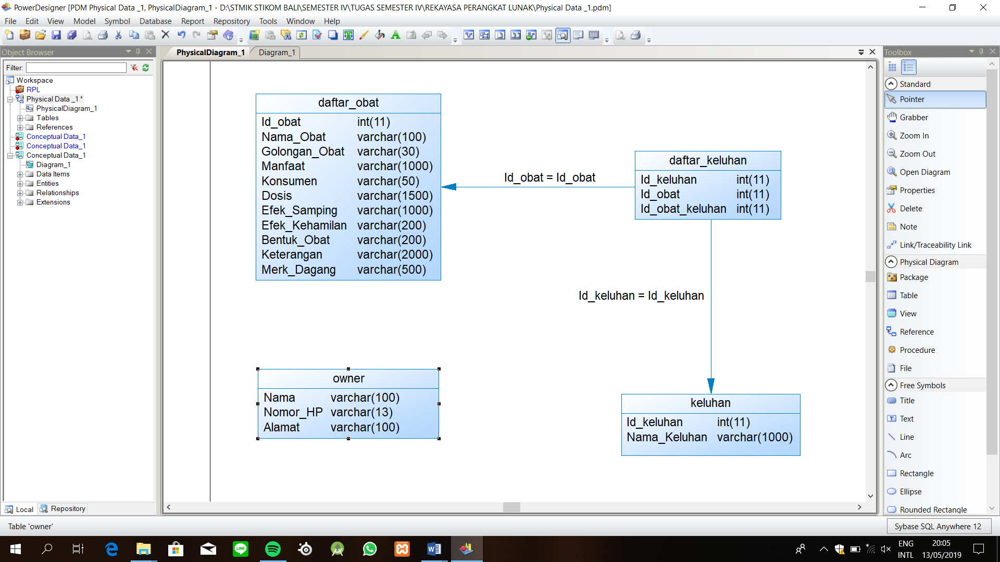 PowerDesigner [PDM Physical Data _1, PhysicalDiagram_1 - D:\STMIK STIKOM BALI\SEMESTER IV\TUGAS SEMESTER IV\REKAYASA PERANGKAT LUNAK\Physical Data _1.pdm]
File Edit View Model Symbol Database Report Repository Tools Window Help
Object Browser
Filter:
Workspace
RPL
Physical Data _1 *
PhysicalDiagram_1
Tables
References
Conceptual Data_1
Conceptual Data_1
Conceptual Data_1
Diagram_1
Data Items
Entities
Relationships
Extensions
Local Repository
PhysicalDiagram_1 Diagram_1
daftar_obat
Id_obat int(11)
Nama_Obat varchar(100)
Golongan_Obat varchar(30)
Manfaat varchar(1000)
Konsumen varchar(50)
Dosis varchar(1500)
Efek_Samping varchar(1000)
Efek_Kehamilan varchar(200)
Bentuk_Obat varchar(200)
Keterangan varchar(2000)
Merk_Dagang varchar(500)
Id_obat = Id_obat
daftar_keluhan
Id_keluhan int(11)
Id_obat int(11)
Id_obat_keluhan int(11)
Id_keluhan = Id_keluhan
owner
Nama varchar(100)
Nomor_HP varchar(13)
Alamat varchar(100)
keluhan
Id_keluhan int(11)
Nama_Keluhan varchar(1000)
Toolbox
Standard
Pointer
Grabber
Zoom In
Zoom Out
Open Diagram
Properties
Delete
Note
Link/Traceability Link
Physical Diagram
Package
Table
View
Reference
Procedure
File
Free Symbols
Title
Text
Line
Arc
Rectangle
Ellipse
Rounded Rectangle
Table 'owner'
Sybase SQL Anywhere 12
LINE
ENG
INTL
20:05
13/05/2019